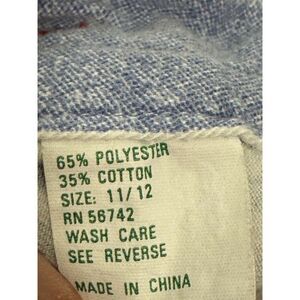 65% POLYESTER
35% COTTON
SIZE: 11/12
RN 56742
WASH CARE
SEE REVERSE
MADE IN CHINA